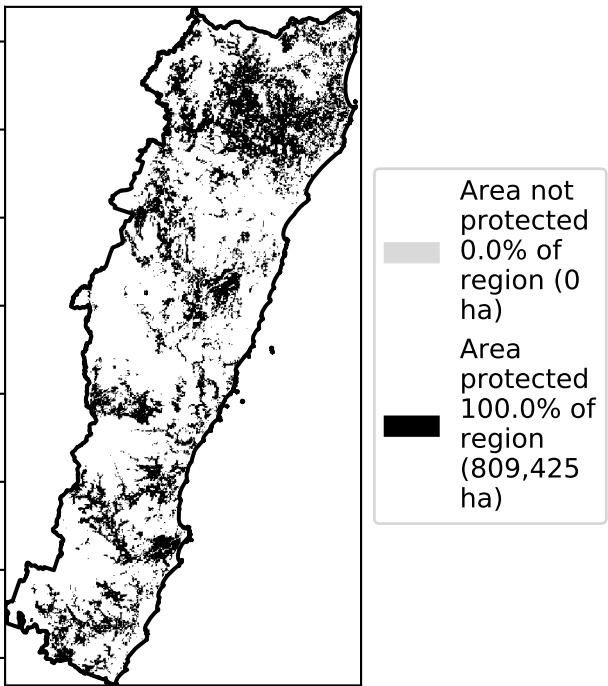 Area not
protected
0.0% of
region (0
ha)
Area
protected
100.0% of
region
(809,425
ha)